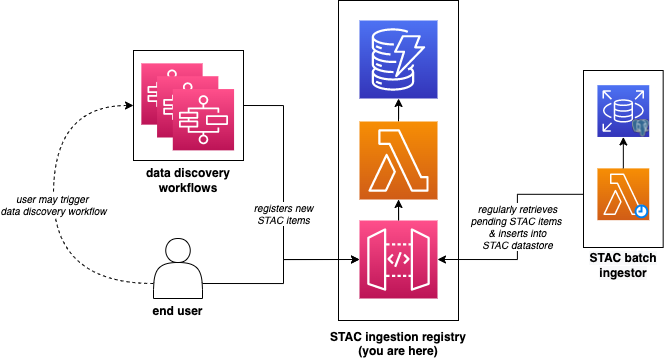 data discovery
workflows
user may trigger
data discovery workflow
registers new
STAC items
end user
</>
STAC ingestion registry
(you are here)
regularly retrieves
pending STAC items
& inserts into
STAC datastore
STAC batch
ingestor